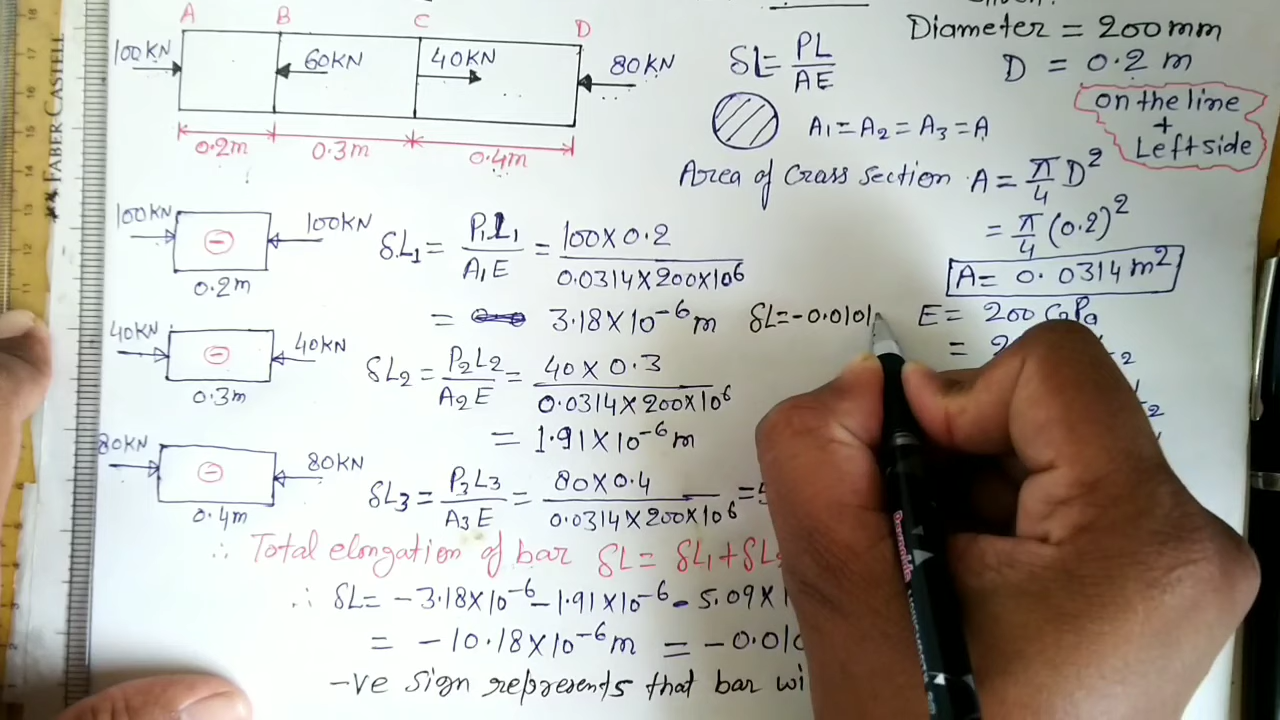 A B C D
100KN 60KN 40KN 80KN
0.2m 0.3m 0.4m
δL = PL / AE
Diameter = 200mm
D = 0.2 m
on the line
+
Left side
A1 = A2 = A3 = A
Area of Crass section A = π/4 D²
= π/4 (0.2)²
A = 0.0314 m²
E = 200 GPa
100KN ⊖ 100KN
0.2m
δL1 = P1L1 / A1E = 100 × 0.2 / 0.0314 × 200 × 10⁶
= 3.18 × 10⁻⁶ m
δL = -0.0101
40KN ⊖ 40KN
0.3m
δL2 = P2L2 / A2E = 40 × 0.3 / 0.0314 × 200 × 10⁶
= 1.91 × 10⁻⁶ m
80KN ⊖ 80KN
0.4m
δL3 = P3L3 / A3E = 80 × 0.4 / 0.0314 × 200 × 10⁶ =
∴ Total elongation of bar δL = δL1 + δL
∴ δL = -3.18 × 10⁻⁶ - 1.91 × 10⁻⁶ - 5.09 ×
= -10.18 × 10⁻⁶ m = -0.010
-ve sign represents that bar wi
FABER CASTELL
Reynolds